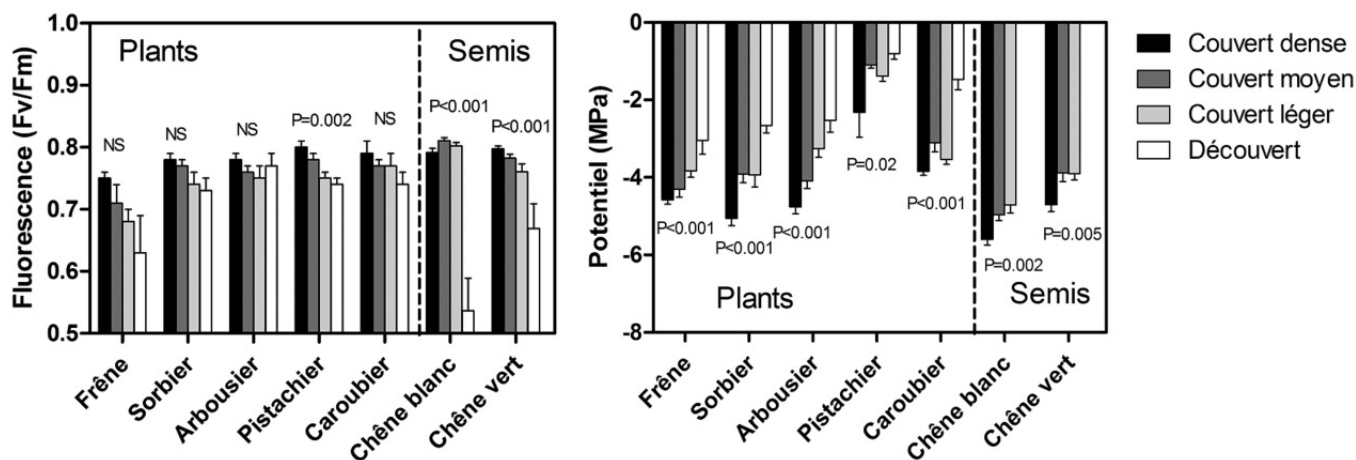 Fluorescence (Fv/Fm)
1.0
0.9
0.8
0.7
0.6
0.5
Plants
Semis
NS
NS
NS
P=0.002
NS
P<0.001
P<0.001
Frêne
Sorbier
Arbousier
Pistachier
Caroubier
Chêne blanc
Chêne vert
Potentiel (MPa)
-0
-2
-4
-6
-8
P<0.001
P<0.001
P<0.001
P=0.02
P<0.001
P=0.002
P=0.005
Plants
Semis
Frêne
Sorbier
Arbousier
Pistachier
Caroubier
Chêne blanc
Chêne vert
Couvert dense
Couvert moyen
Couvert léger
Découvert